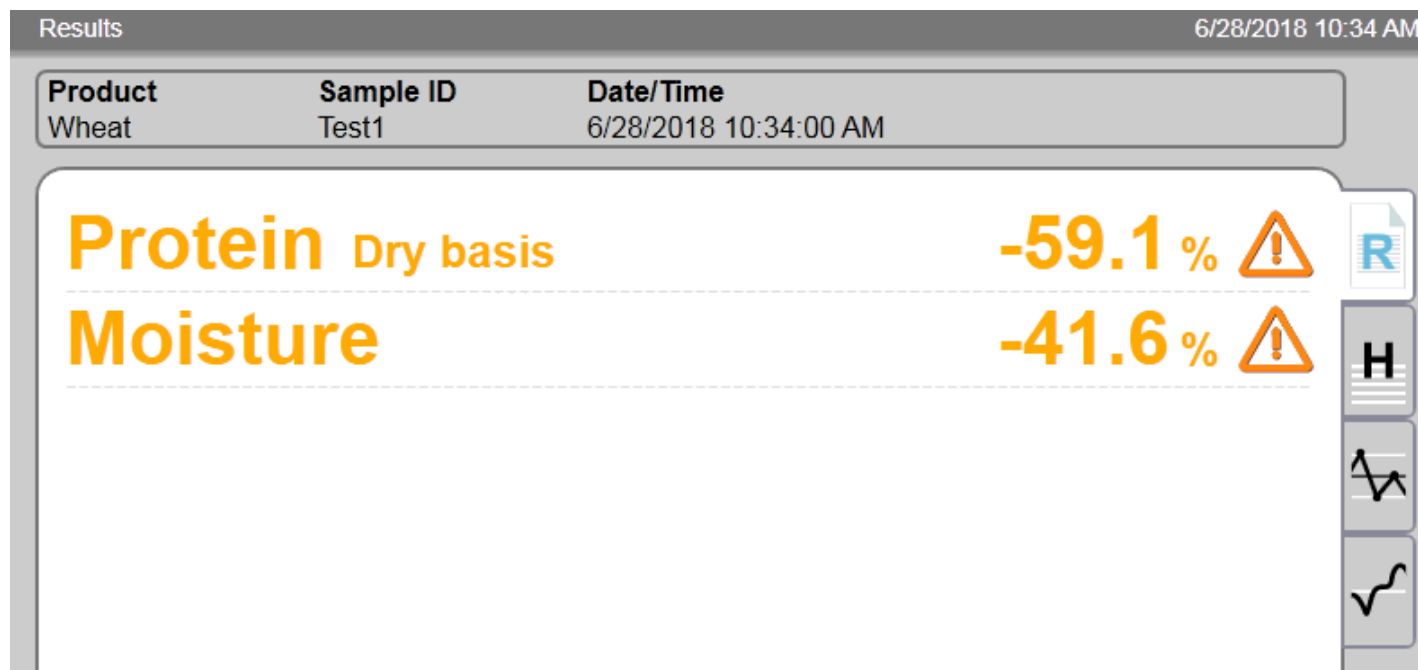 Results 6/28/2018 10:34 AM
Product Sample ID Date/Time
Wheat Test1 6/28/2018 10:34:00 AM
Protein Dry basis -59.1 %
R
Moisture -41.6 %
H